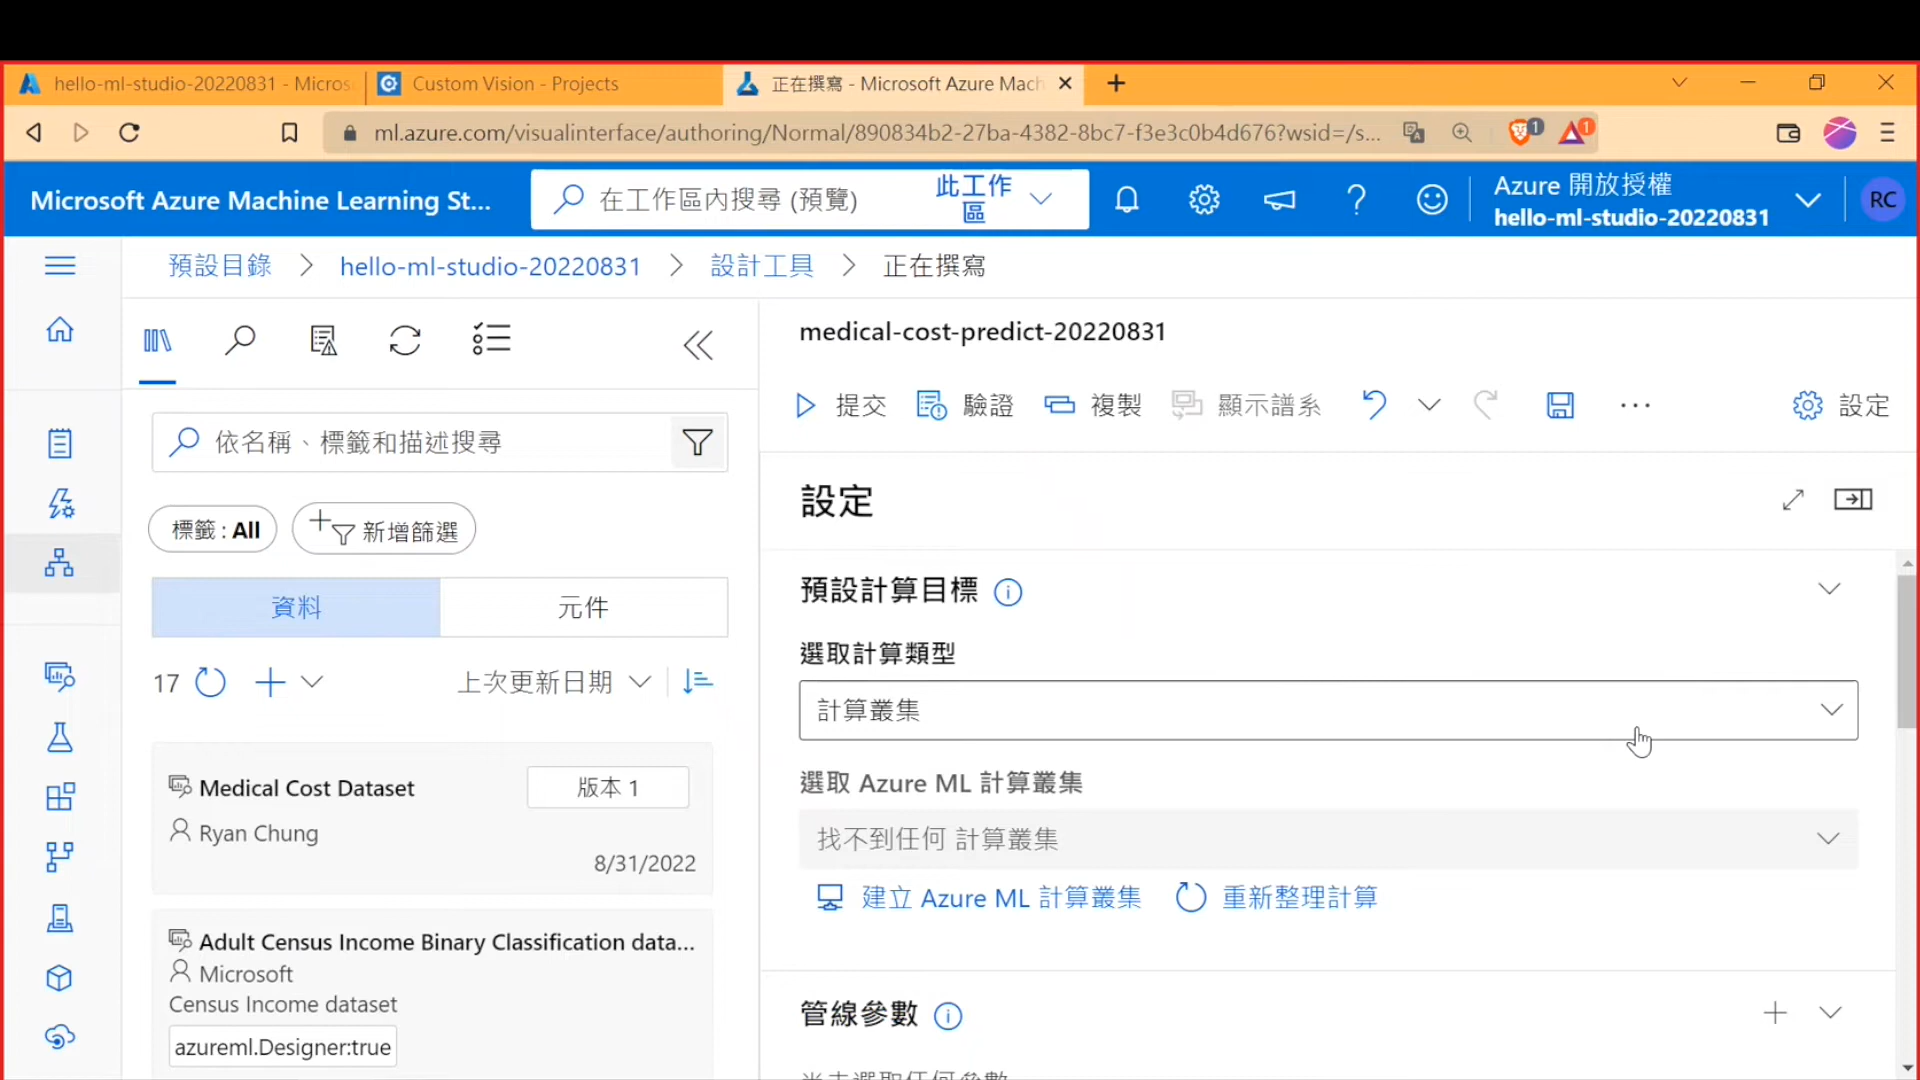 hello-ml-studio-20220831 - Micros
Custom Vision - Projects
正在撰寫 - Microsoft Azure Mach
ml.azure.com/visualinterface/authoring/Normal/890834b2-27ba-4382-8bc7-f3e3c0b4d676?wsid=/s...
1
1
Microsoft Azure Machine Learning St...
在工作區內搜尋 (預覽)
此工作
區
Azure 開放授權
hello-ml-studio-20220831
RC
預設目錄 > hello-ml-studio-20220831 > 設計工具 > 正在撰寫
medical-cost-predict-20220831
提交 驗證 複製 顯示譜系 ... 設定
依名稱、標籤和描述搜尋
標籤 : All
新增篩選
資料 元件
17 上次更新日期
Medical Cost Dataset 版本 1
Ryan Chung
8/31/2022
Adult Census Income Binary Classification data...
Microsoft
Census Income dataset
azureml.Designer:true
設定
預設計算目標
選取計算類型
計算叢集
選取 Azure ML 計算叢集
找不到任何 計算叢集
建立 Azure ML 計算叢集 重新整理計算
管線參數